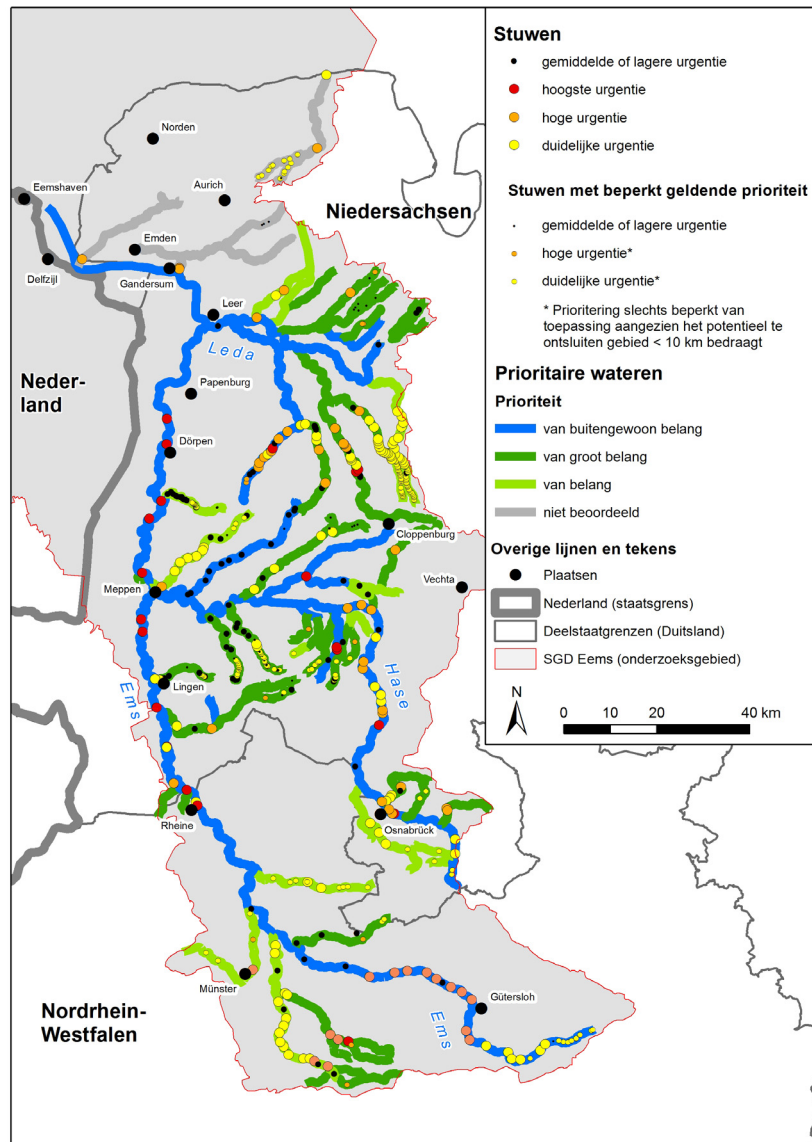 Stuwen
gemiddelde of lagere urgentie
hoogste urgentie
hoge urgentie
duidelijke urgentie
Stuwen met beperkt geldende prioriteit
gemiddelde of lagere urgentie
hoge urgentie*
duidelijke urgentie*
* Prioritering slechts beperkt van
toepassing aangezien het potentieel te
ontsluiten gebied < 10 km bedraagt
Prioritaire wateren
Prioriteit
van buitengewoon belang
van groot belang
van belang
niet beoordeeld
Overige lijnen en tekens
Plaatsen
Nederland (staatsgrens)
Deelstaatgrenzen (Duitsland)
SGD Eems (onderzoeksgebied)
N
0 10 20 40 km
Norden
Eemshaven
Aurich
Niedersachsen
Emden
Delfzijl
Gandersum
Leer
Leda
Neder-
land
Papenburg
Dörpen
Cloppenburg
Vechta
Meppen
Ems
Lingen
Hase
Rheine
Osnabrück
Münster
Gütersloh
Ems
Nordrhein-
Westfalen